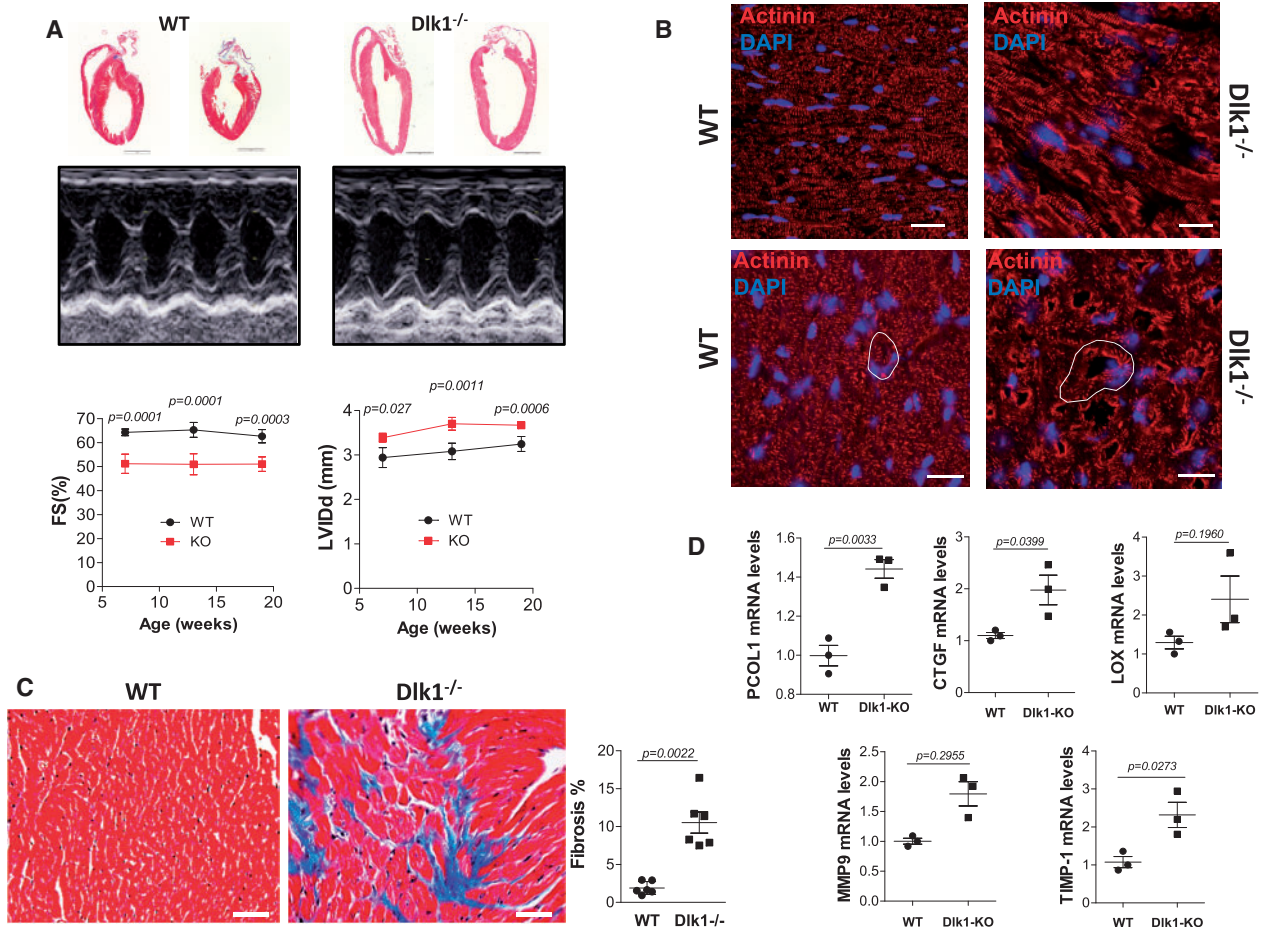 A
WT
Dlk1-/-
p=0.0001
p=0.0001
p=0.0003
FS(%)
70
60
50
40
30
20
10
0
WT
KO
5
10
15
20
Age (weeks)
p=0.027
p=0.0011
p=0.0006
LVIDd (mm)
4
3
2
1
0
WT
KO
5
10
15
20
Age (weeks)
B
WT
Actinin
DAPI
Actinin
DAPI
Dlk1-/-
WT
Actinin
DAPI
Actinin
DAPI
Dlk1-/-
C
WT
Dlk1-/-
Fibrosis %
20
15
10
5
0
p=0.0022
WT
Dlk1-/-
D
PCOL1 mRNA levels
1.6
1.4
1.2
1.0
0.8
p=0.0033
WT
Dlk1-KO
CTGF mRNA levels
3
2
1
0
p=0.0399
WT
Dlk1-KO
LOX mRNA levels
4
3
2
1
0
p=0.1960
WT
Dlk1-KO
MMP9 mRNA levels
2.5
2.0
1.5
1.0
0.5
0.0
p=0.2955
WT
Dlk1-KO
TIMP-1 mRNA levels
4
3
2
1
0
p=0.0273
WT
Dlk1-KO